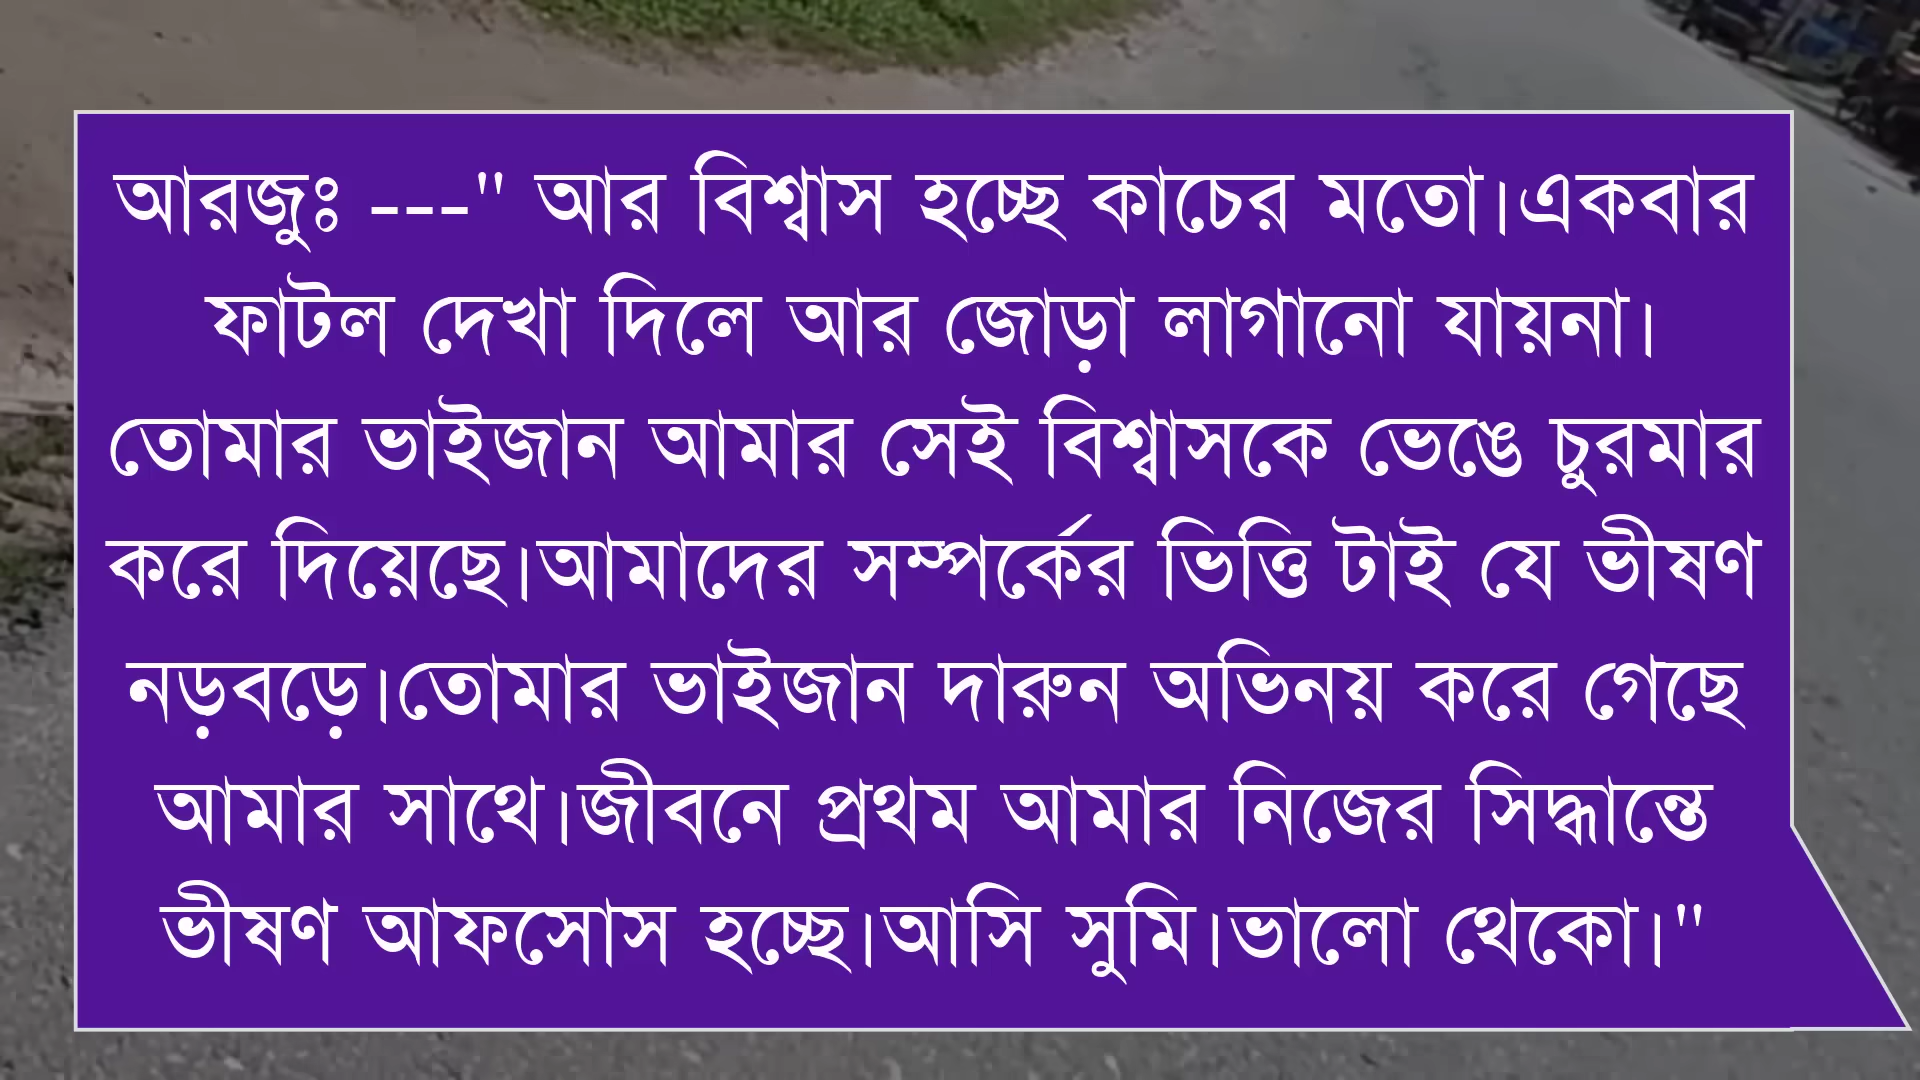 আরজুঃ ---" আর বিশ্বাস হচ্ছে কাচের মতো।একবার
ফাটল দেখা দিলে আর জোড়া লাগানো যায়না।
তোমার ভাইজান আমার সেই বিশ্বাসকে ভেঙে চুরমার
করে দিয়েছে।আমাদের সম্পর্কের ভিত্তি টাই যে ভীষণ
নড়বড়ে।তোমার ভাইজান দারুন অভিনয় করে গেছে
আমার সাথে।জীবনে প্রথম আমার নিজের সিদ্ধান্তে
ভীষণ আফসোস হচ্ছে।আসি সুমি।ভালো থেকো।"